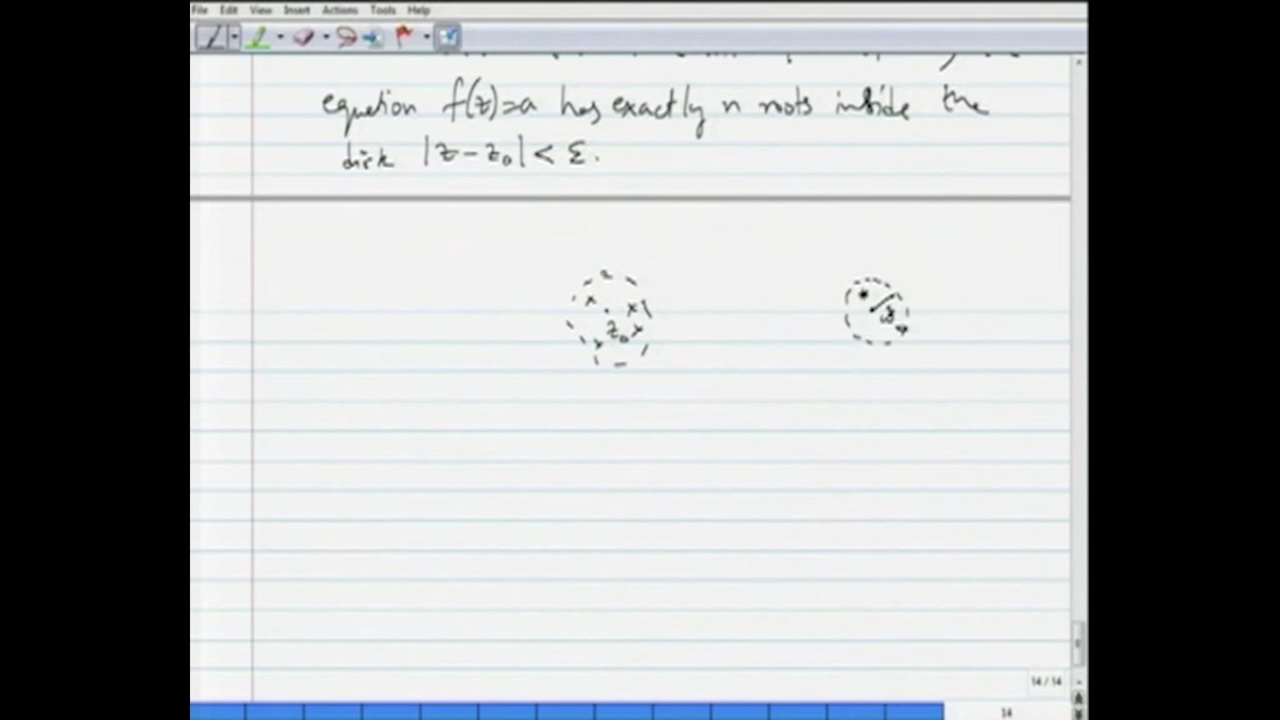 File Edit View Insert Actions Tools Help
equation f(z)=a has exactly n roots inside the
disk |z-z₀| < ε.
z₀
14 / 14
14